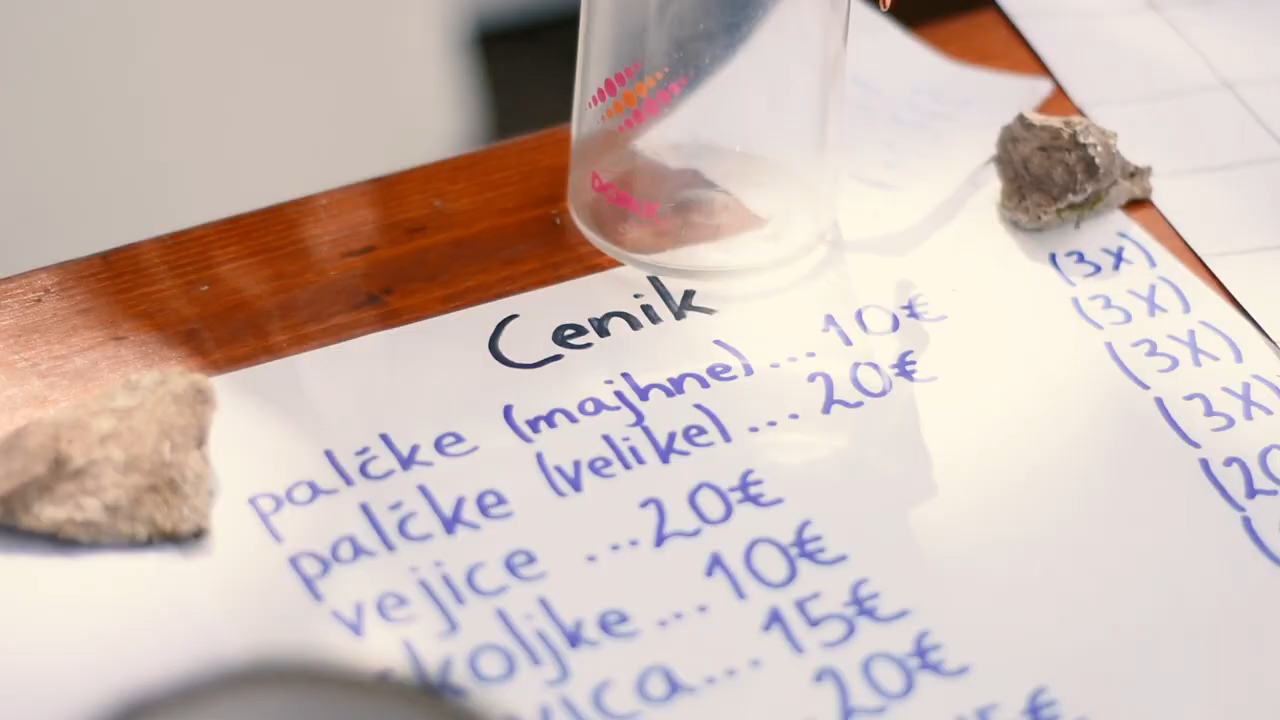 Cenik
palčke (majhne)... 10€ (3x)
palčke (velike)... 20€ (3x)
vejice ...20€ (3X)
školjke... 10€ (3X)
15€
20€